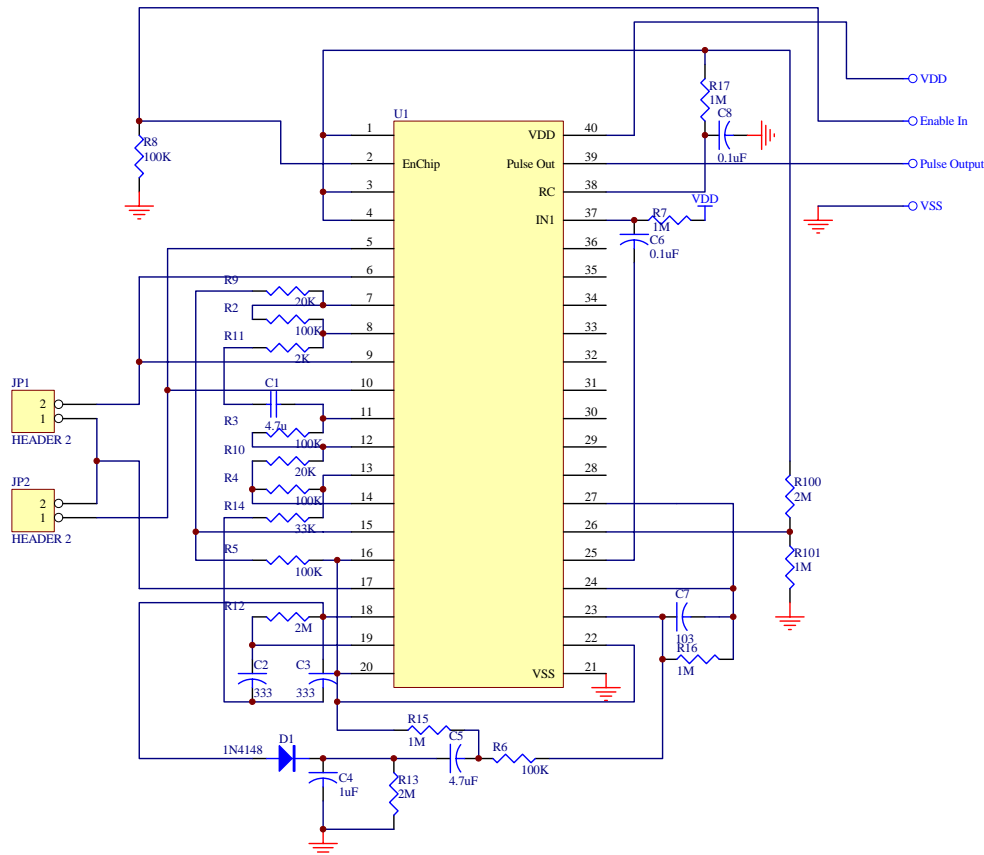 VDD
Enable In
Pulse Output
VSS
R17
1M
C8
0.1uF
R8
100K
U1
1
2
3
4
5
6
7
8
9
10
11
12
13
14
15
16
17
18
19
20
EnChip
VDD
Pulse Out
RC
IN1
VSS
40
39
38
37
36
35
34
33
32
31
30
29
28
27
26
25
24
23
22
21
VDD
R7
1M
C6
0.1uF
R9
20K
R2
100K
R11
2K
C1
4.7u
R3
100K
R10
20K
R4
100K
R14
33K
R5
100K
R12
2M
C2
333
C3
333
JP1
2
1
HEADER 2
JP2
2
1
HEADER 2
R100
2M
R101
1M
C7
103
R16
1M
R15
1M
C5
4.7uF
R6
100K
D1
1N4148
C4
1uF
R13
2M